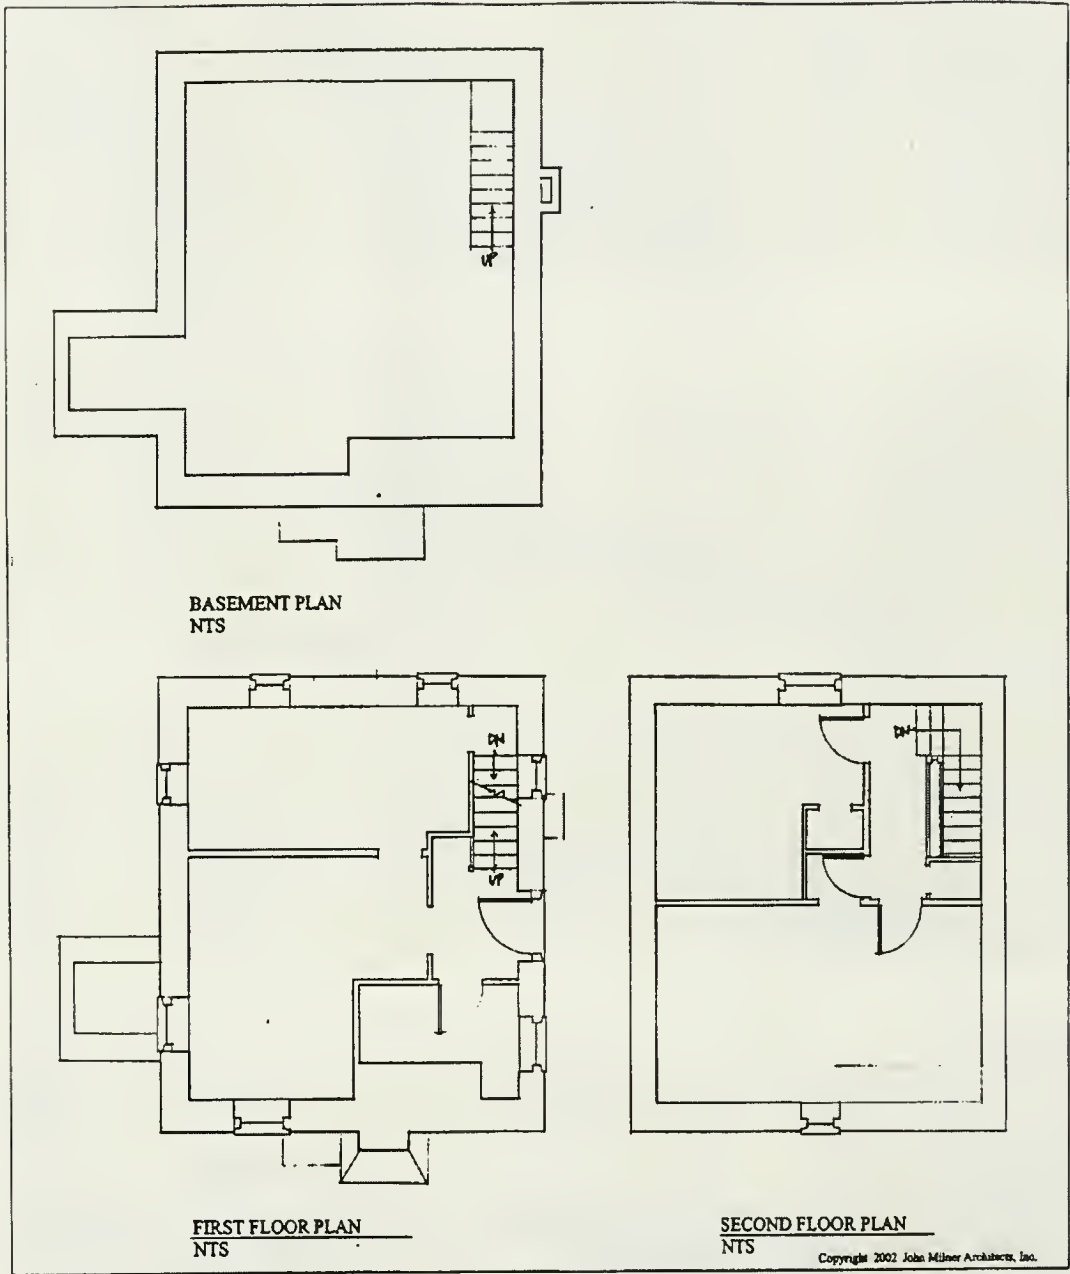 UP
BASEMENT PLAN
NTS
DN
UP
DN
FIRST FLOOR PLAN
NTS
SECOND FLOOR PLAN
NTS
Copyright 2002 John Milner Architects, Inc.